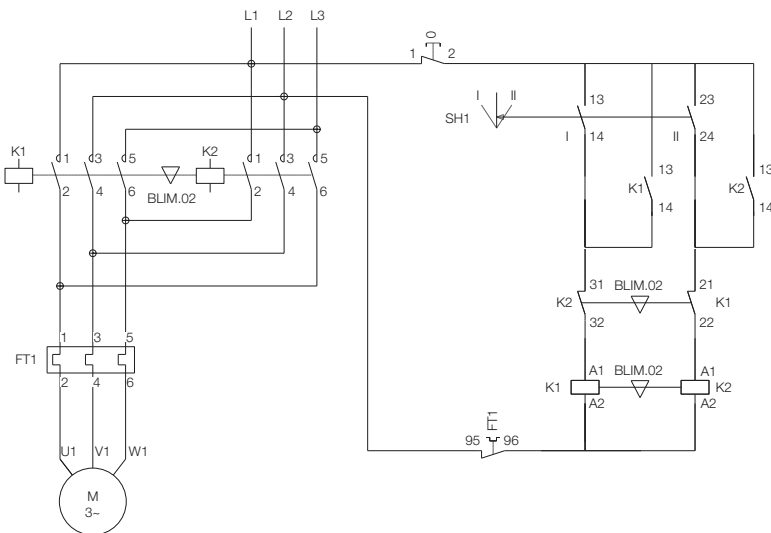 L1 L2 L3
0
1 2
I II
SH1
13 23
I 14 II 24
K1 1 3 5 K2 1 3 5
2 4 6 2 4 6
BLIM.02
13 13
K1 K2
14 14
31 BLIM.02 21
K2 K1
32 22
1 3 5
FT1
2 4 6
A1 BLIM.02 A1
K1 K2
A2 A2
FT1
95 96
U1 V1 W1
M
3~